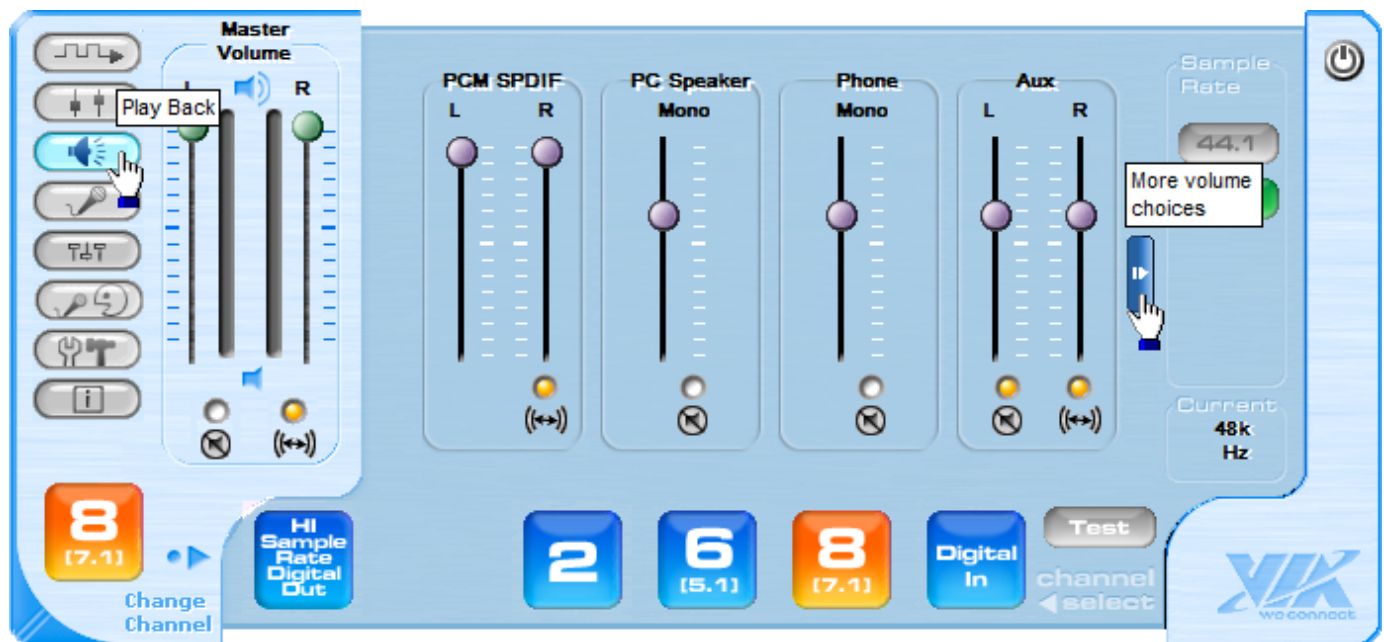 Master
Volume
L
R
Play Back
PCM SPDIF
L
R
PC Speaker
Mono
Phone
Mono
Aux
L
R
More volume
choices
Sample
Rate
44.1
Current
48k
Hz
8
[7.1]
Change
Channel
HI
Sample
Rate
Digital
Out
2
6
[5.1]
8
[7.1]
Digital
In
Test
channel
select
VIA
we connect
i